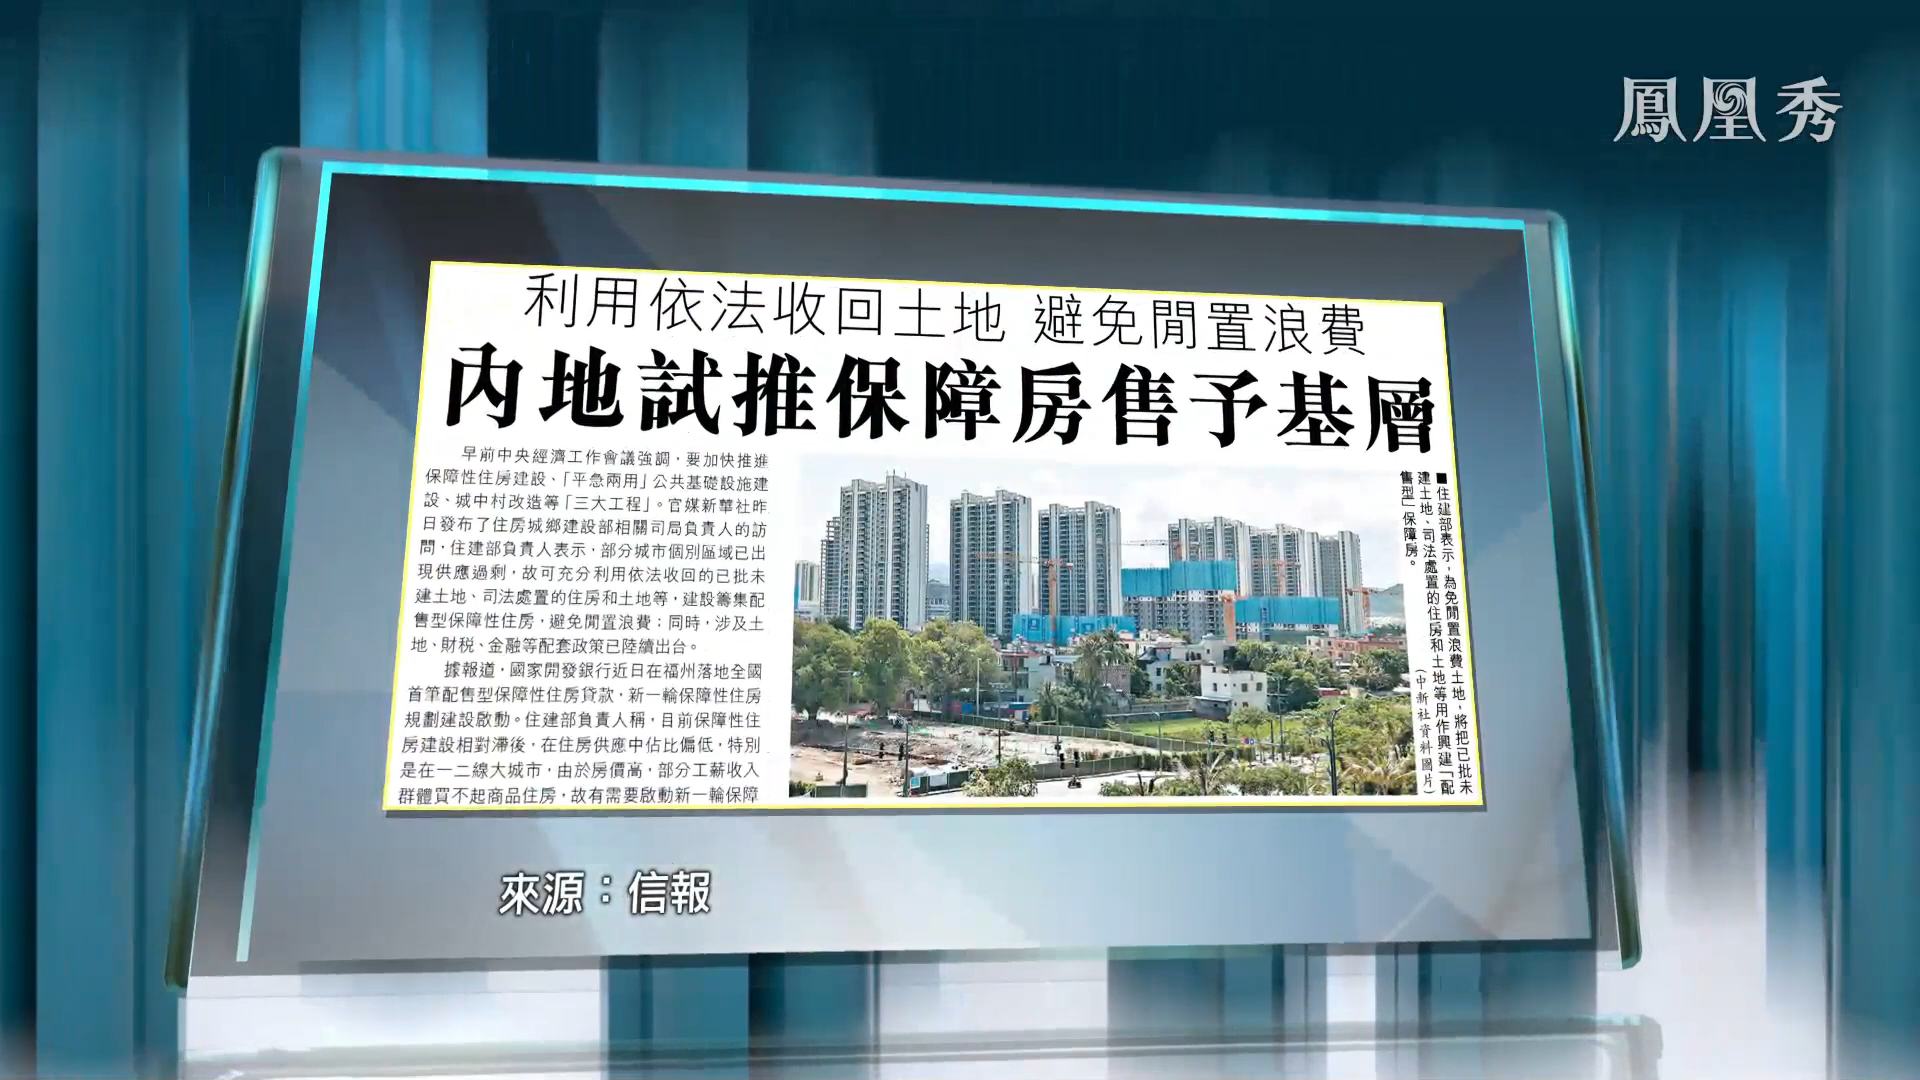 鳳凰秀
利用依法收回土地 避免閒置浪費
內地試推保障房售予基層
早前中央經濟工作會議強調，要加快推進
保障性住房建設、「平急兩用」公共基礎設施建
設、城中村改造等「三大工程」。官媒新華社昨
日發布了住房城鄉建設部相關司局負責人的訪
問，住建部負責人表示，部分城市個別區域已出
現供應過剩，故可充分利用依法收回的已批未
建土地、司法處置的住房和土地等，建設籌集配
售型保障性住房，避免閒置浪費；同時，涉及土
地、財稅、金融等配套政策已陸續出台。
據報道，國家開發銀行近日在福州落地全國
首筆配售型保障性住房貸款，新一輪保障性住房
規劃建設啟動。住建部負責人稱，目前保障性住
房建設相對滯後，在住房供應中佔比偏低，特別
是在一二線大城市，由於房價高，部分工薪收入
群體買不起商品住房，故有需要啟動新一輪保障
■住建部表示，為免閒置浪費土地，將把已批未
建土地、司法處置的住房和土地等用作興建「配
售型」保障房。
（中新社資料圖片）
來源：信報